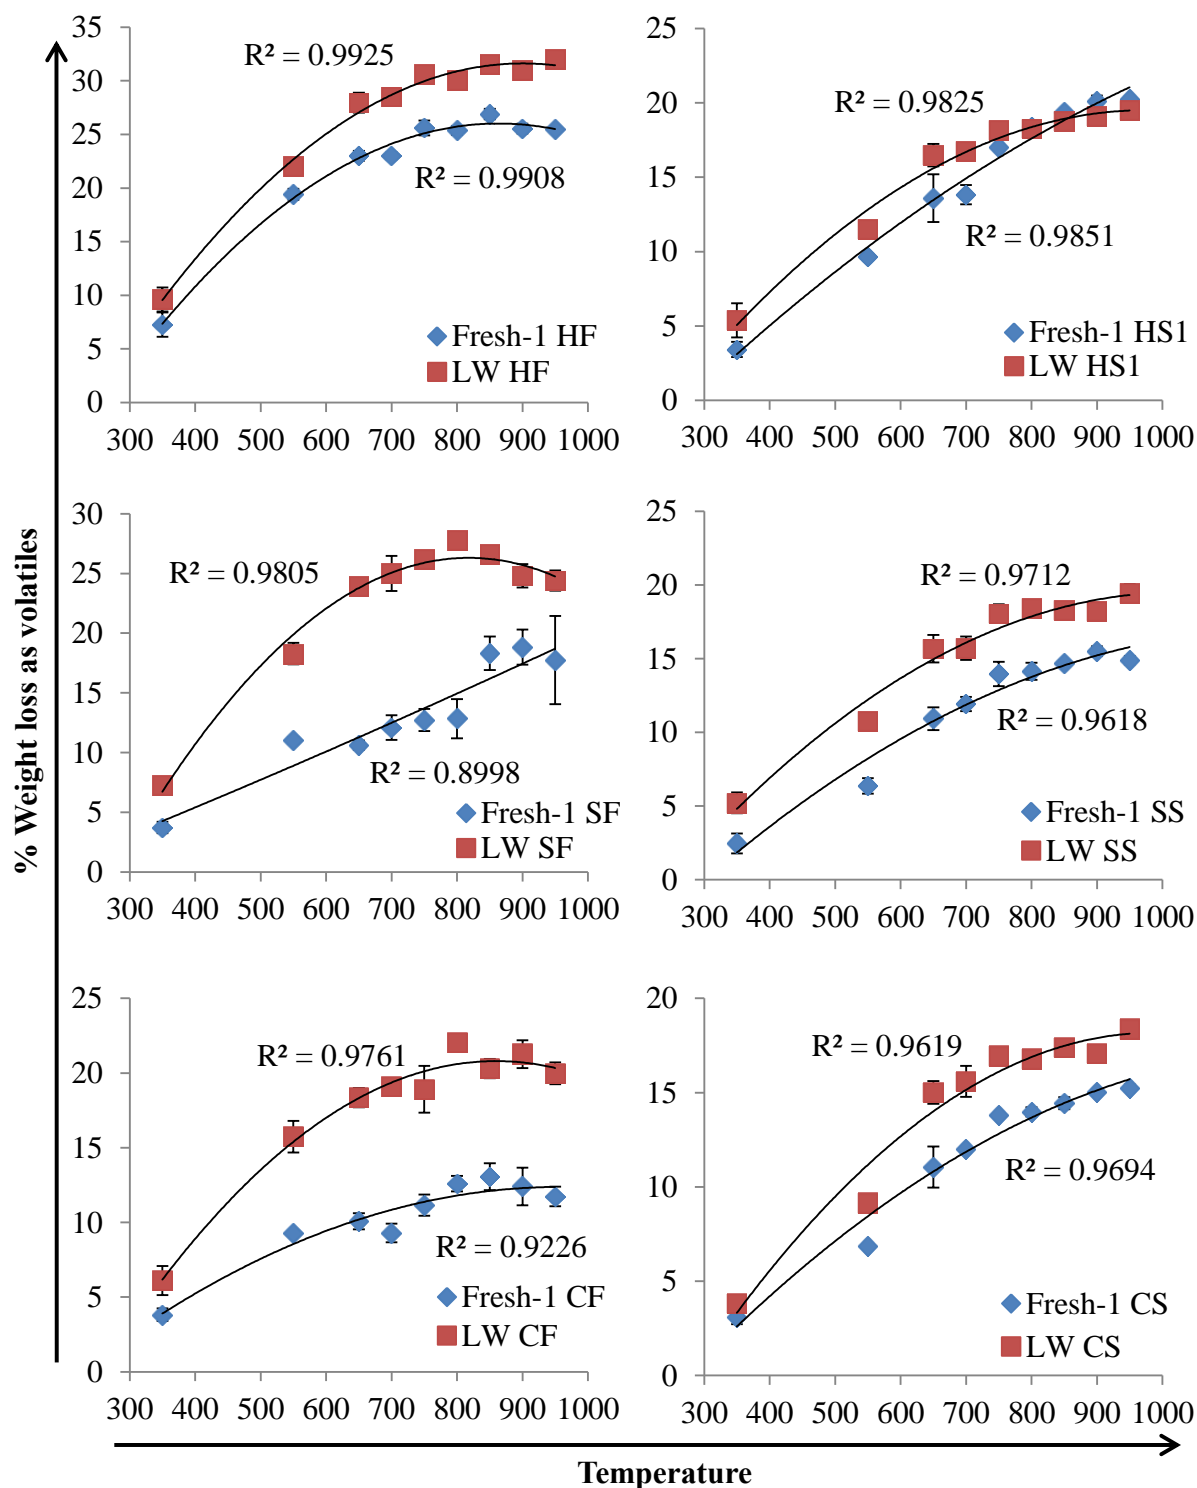 35
30
25
20
15
10
5
0
300 400 500 600 700 800 900 1000
R² = 0.9925
R² = 0.9908
Fresh-1 HF
LW HF
25
20
15
10
5
0
300 400 500 600 700 800 900 1000
R² = 0.9825
R² = 0.9851
Fresh-1 HS1
LW HS1
30
25
20
15
10
5
0
300 400 500 600 700 800 900 1000
R² = 0.9805
R² = 0.8998
Fresh-1 SF
LW SF
25
20
15
10
5
0
300 400 500 600 700 800 900 1000
R² = 0.9712
R² = 0.9618
Fresh-1 SS
LW SS
25
20
15
10
5
0
300 400 500 600 700 800 900 1000
R² = 0.9761
R² = 0.9226
Fresh-1 CF
LW CF
20
15
10
5
0
300 400 500 600 700 800 900 1000
R² = 0.9619
R² = 0.9694
Fresh-1 CS
LW CS
% Weight loss as volatiles
Temperature